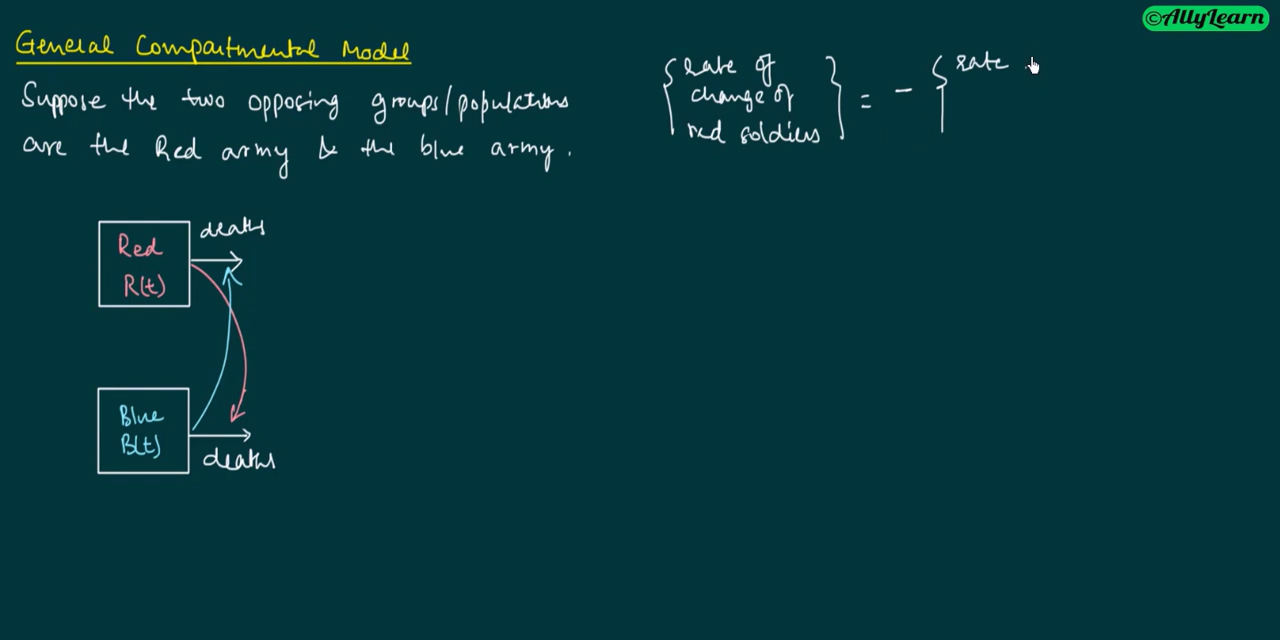 ©AllyLearn
General Compartmental Model
Suppose the two opposing groups/populations
are the Red army & the blue army.
{rate of
change of
red soldiers} = - {rate
deaths
Red
R(t)
Blue
B(t)
deaths